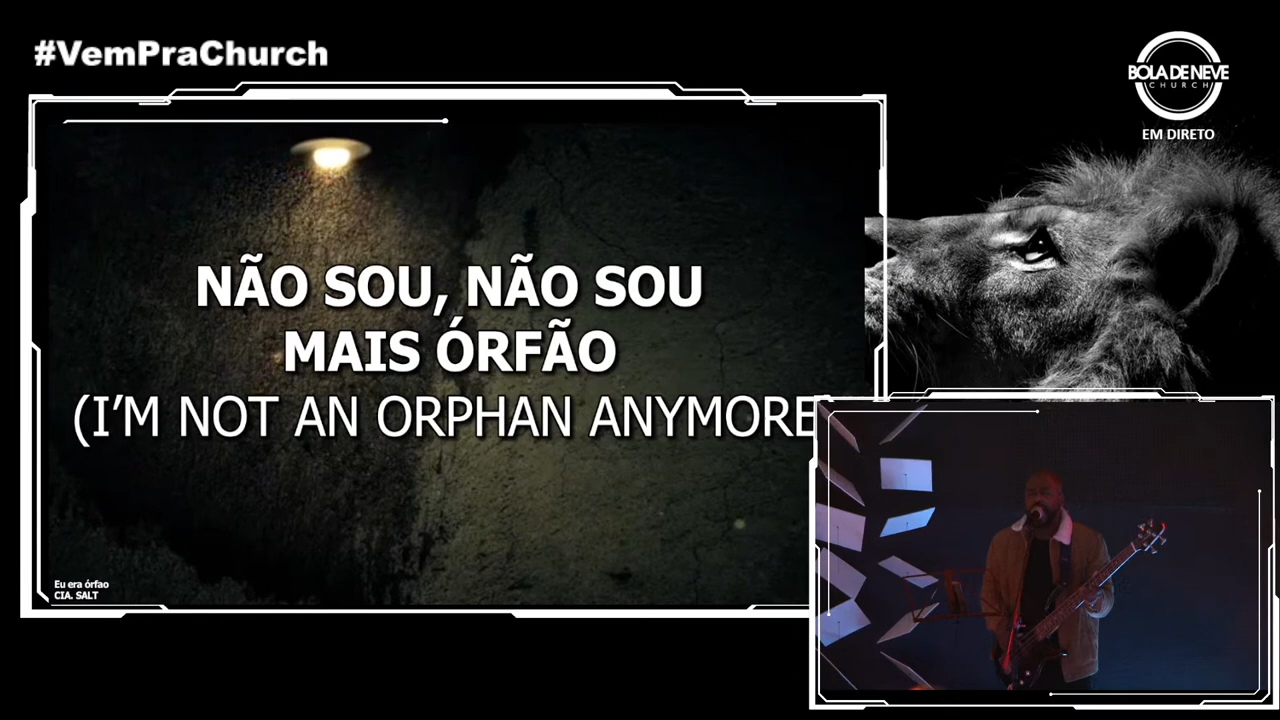 #VemPraChurch
BOLA DE NEVE
CHURCH
EM DIRETO
NÃO SOU, NÃO SOU
MAIS ÓRFÃO
(I’M NOT AN ORPHAN ANYMORE
Eu era órfao
CIA. SALT